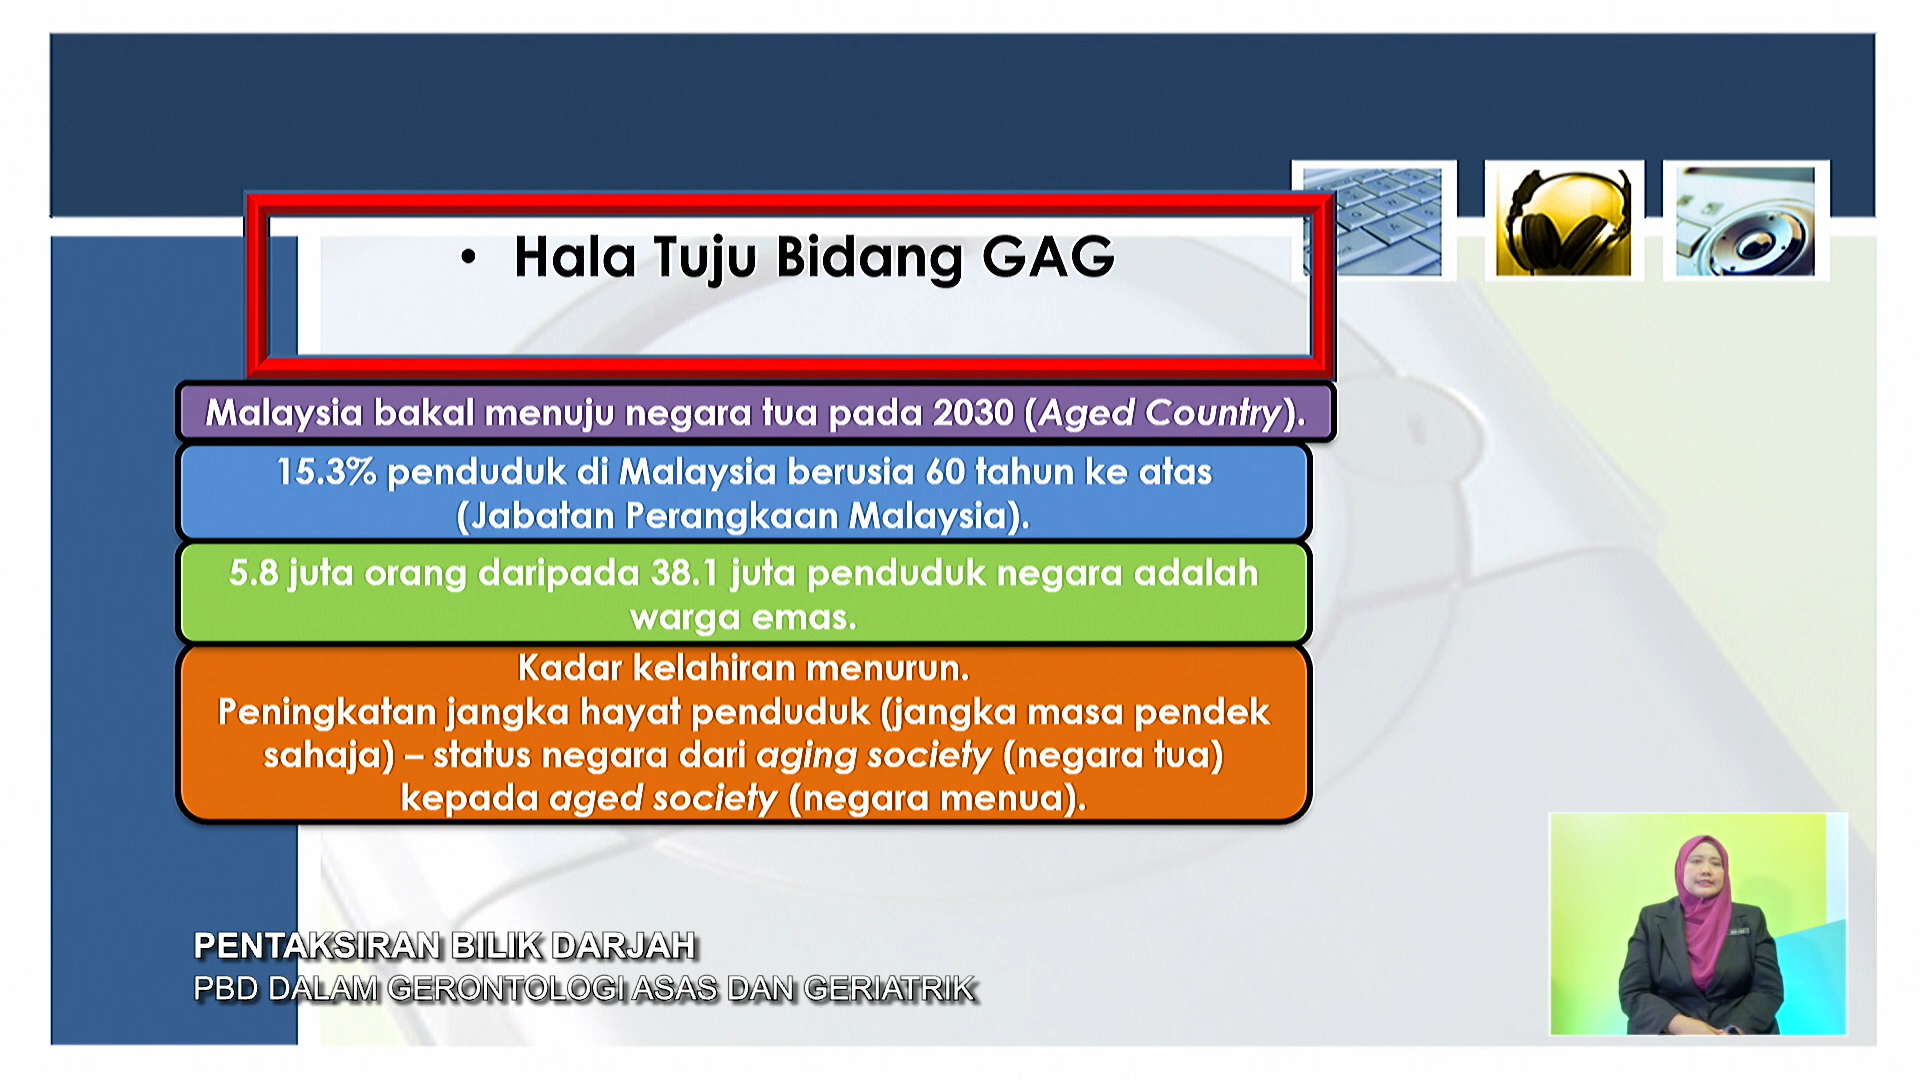 • Hala Tuju Bidang GAG
Malaysia bakal menuju negara tua pada 2030 (Aged Country).
15.3% penduduk di Malaysia berusia 60 tahun ke atas
(Jabatan Perangkaan Malaysia).
5.8 juta orang daripada 38.1 juta penduduk negara adalah
warga emas.
Kadar kelahiran menurun.
Peningkatan jangka hayat penduduk (jangka masa pendek
sahaja) – status negara dari aging society (negara tua)
kepada aged society (negara menua).
PENTAKSIRAN BILIK DARJAH
PBD DALAM GERONTOLOGI ASAS DAN GERIATRIK